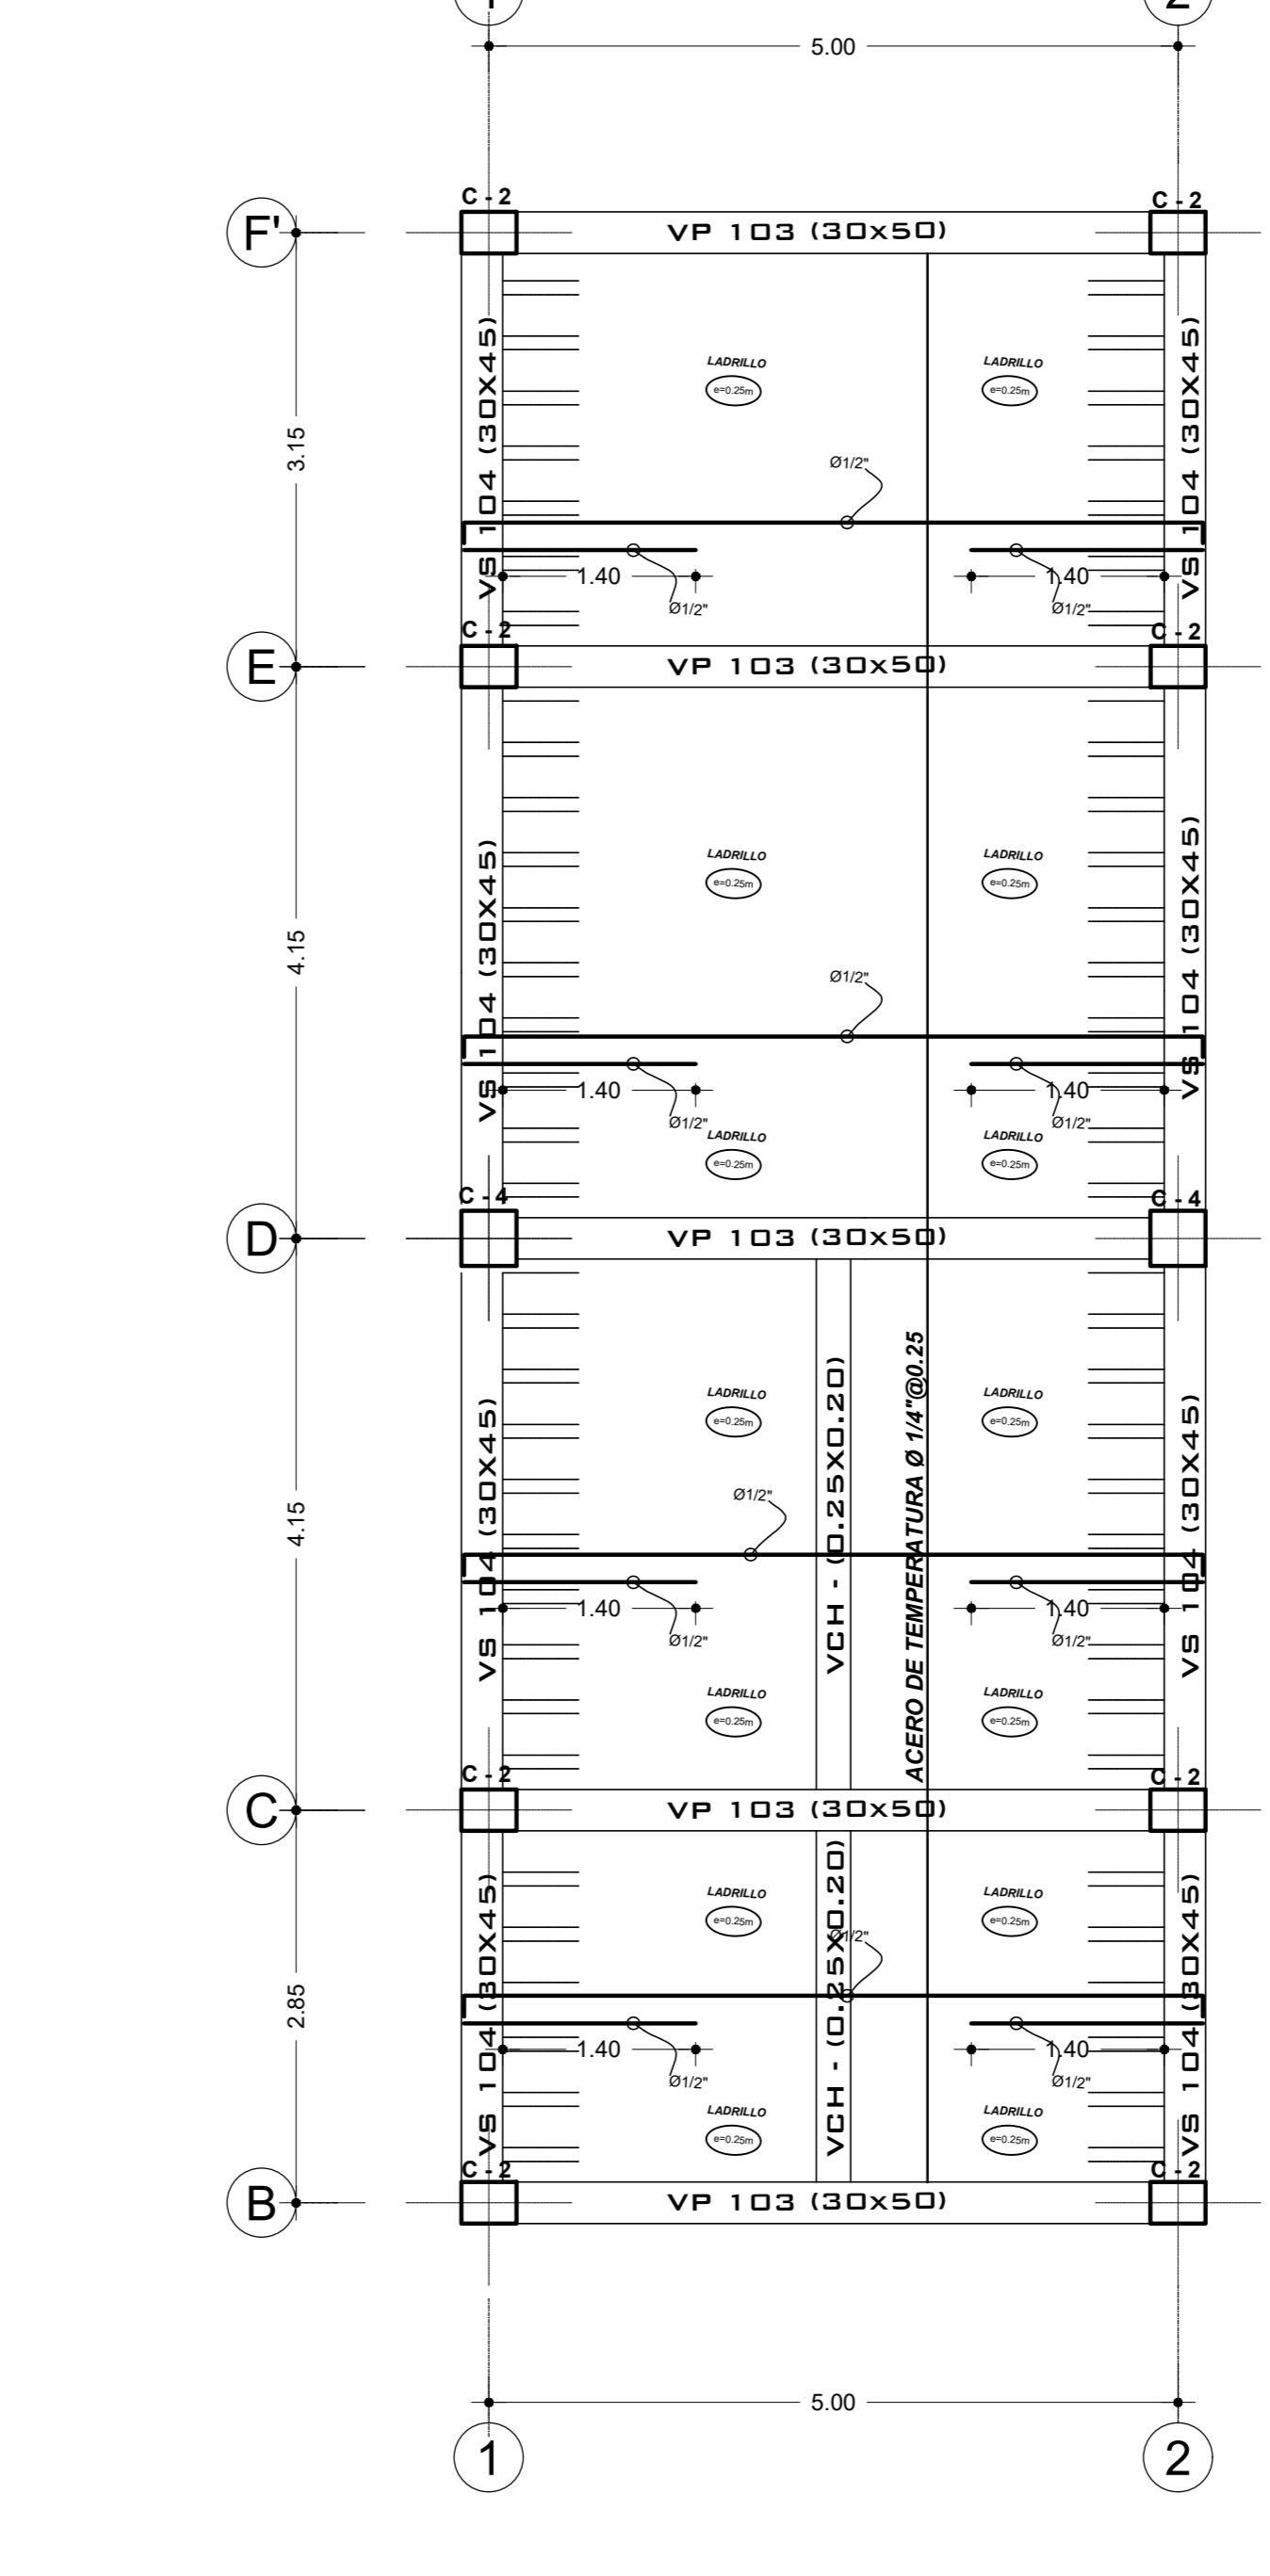 1
2
5.00
C - 2
C - 2
F'
VP 103 (30x50)
VS 104 (30X45)
VS 104 (30X45)
LADRILLO
e=0.25m
LADRILLO
e=0.25m
3.15
Ø1/2"
1.40
Ø1/2"
1.40
Ø1/2"
C - 2
C - 2
E
VP 103 (30x50)
VS 104 (30X45)
VS 104 (30X45)
LADRILLO
e=0.25m
LADRILLO
e=0.25m
4.15
Ø1/2"
1.40
Ø1/2"
1.40
Ø1/2"
LADRILLO
e=0.25m
LADRILLO
e=0.25m
C - 4
C - 4
D
VP 103 (30x50)
VS 104 (30X45)
VCH - (0.25X0.20)
ACERO DE TEMPERATURA Ø 1/4"@0.25
VS 104 (30X45)
LADRILLO
e=0.25m
LADRILLO
e=0.25m
4.15
Ø1/2"
1.40
Ø1/2"
1.40
Ø1/2"
LADRILLO
e=0.25m
LADRILLO
e=0.25m
C - 2
C - 2
C
VP 103 (30x50)
VS 104 (30X45)
VCH - (0.25X0.20)
VS 104 (30X45)
LADRILLO
e=0.25m
LADRILLO
e=0.25m
Ø1/2"
2.85
1.40
Ø1/2"
1.40
Ø1/2"
LADRILLO
e=0.25m
LADRILLO
e=0.25m
C - 2
C - 2
B
VP 103 (30x50)
5.00
1
2